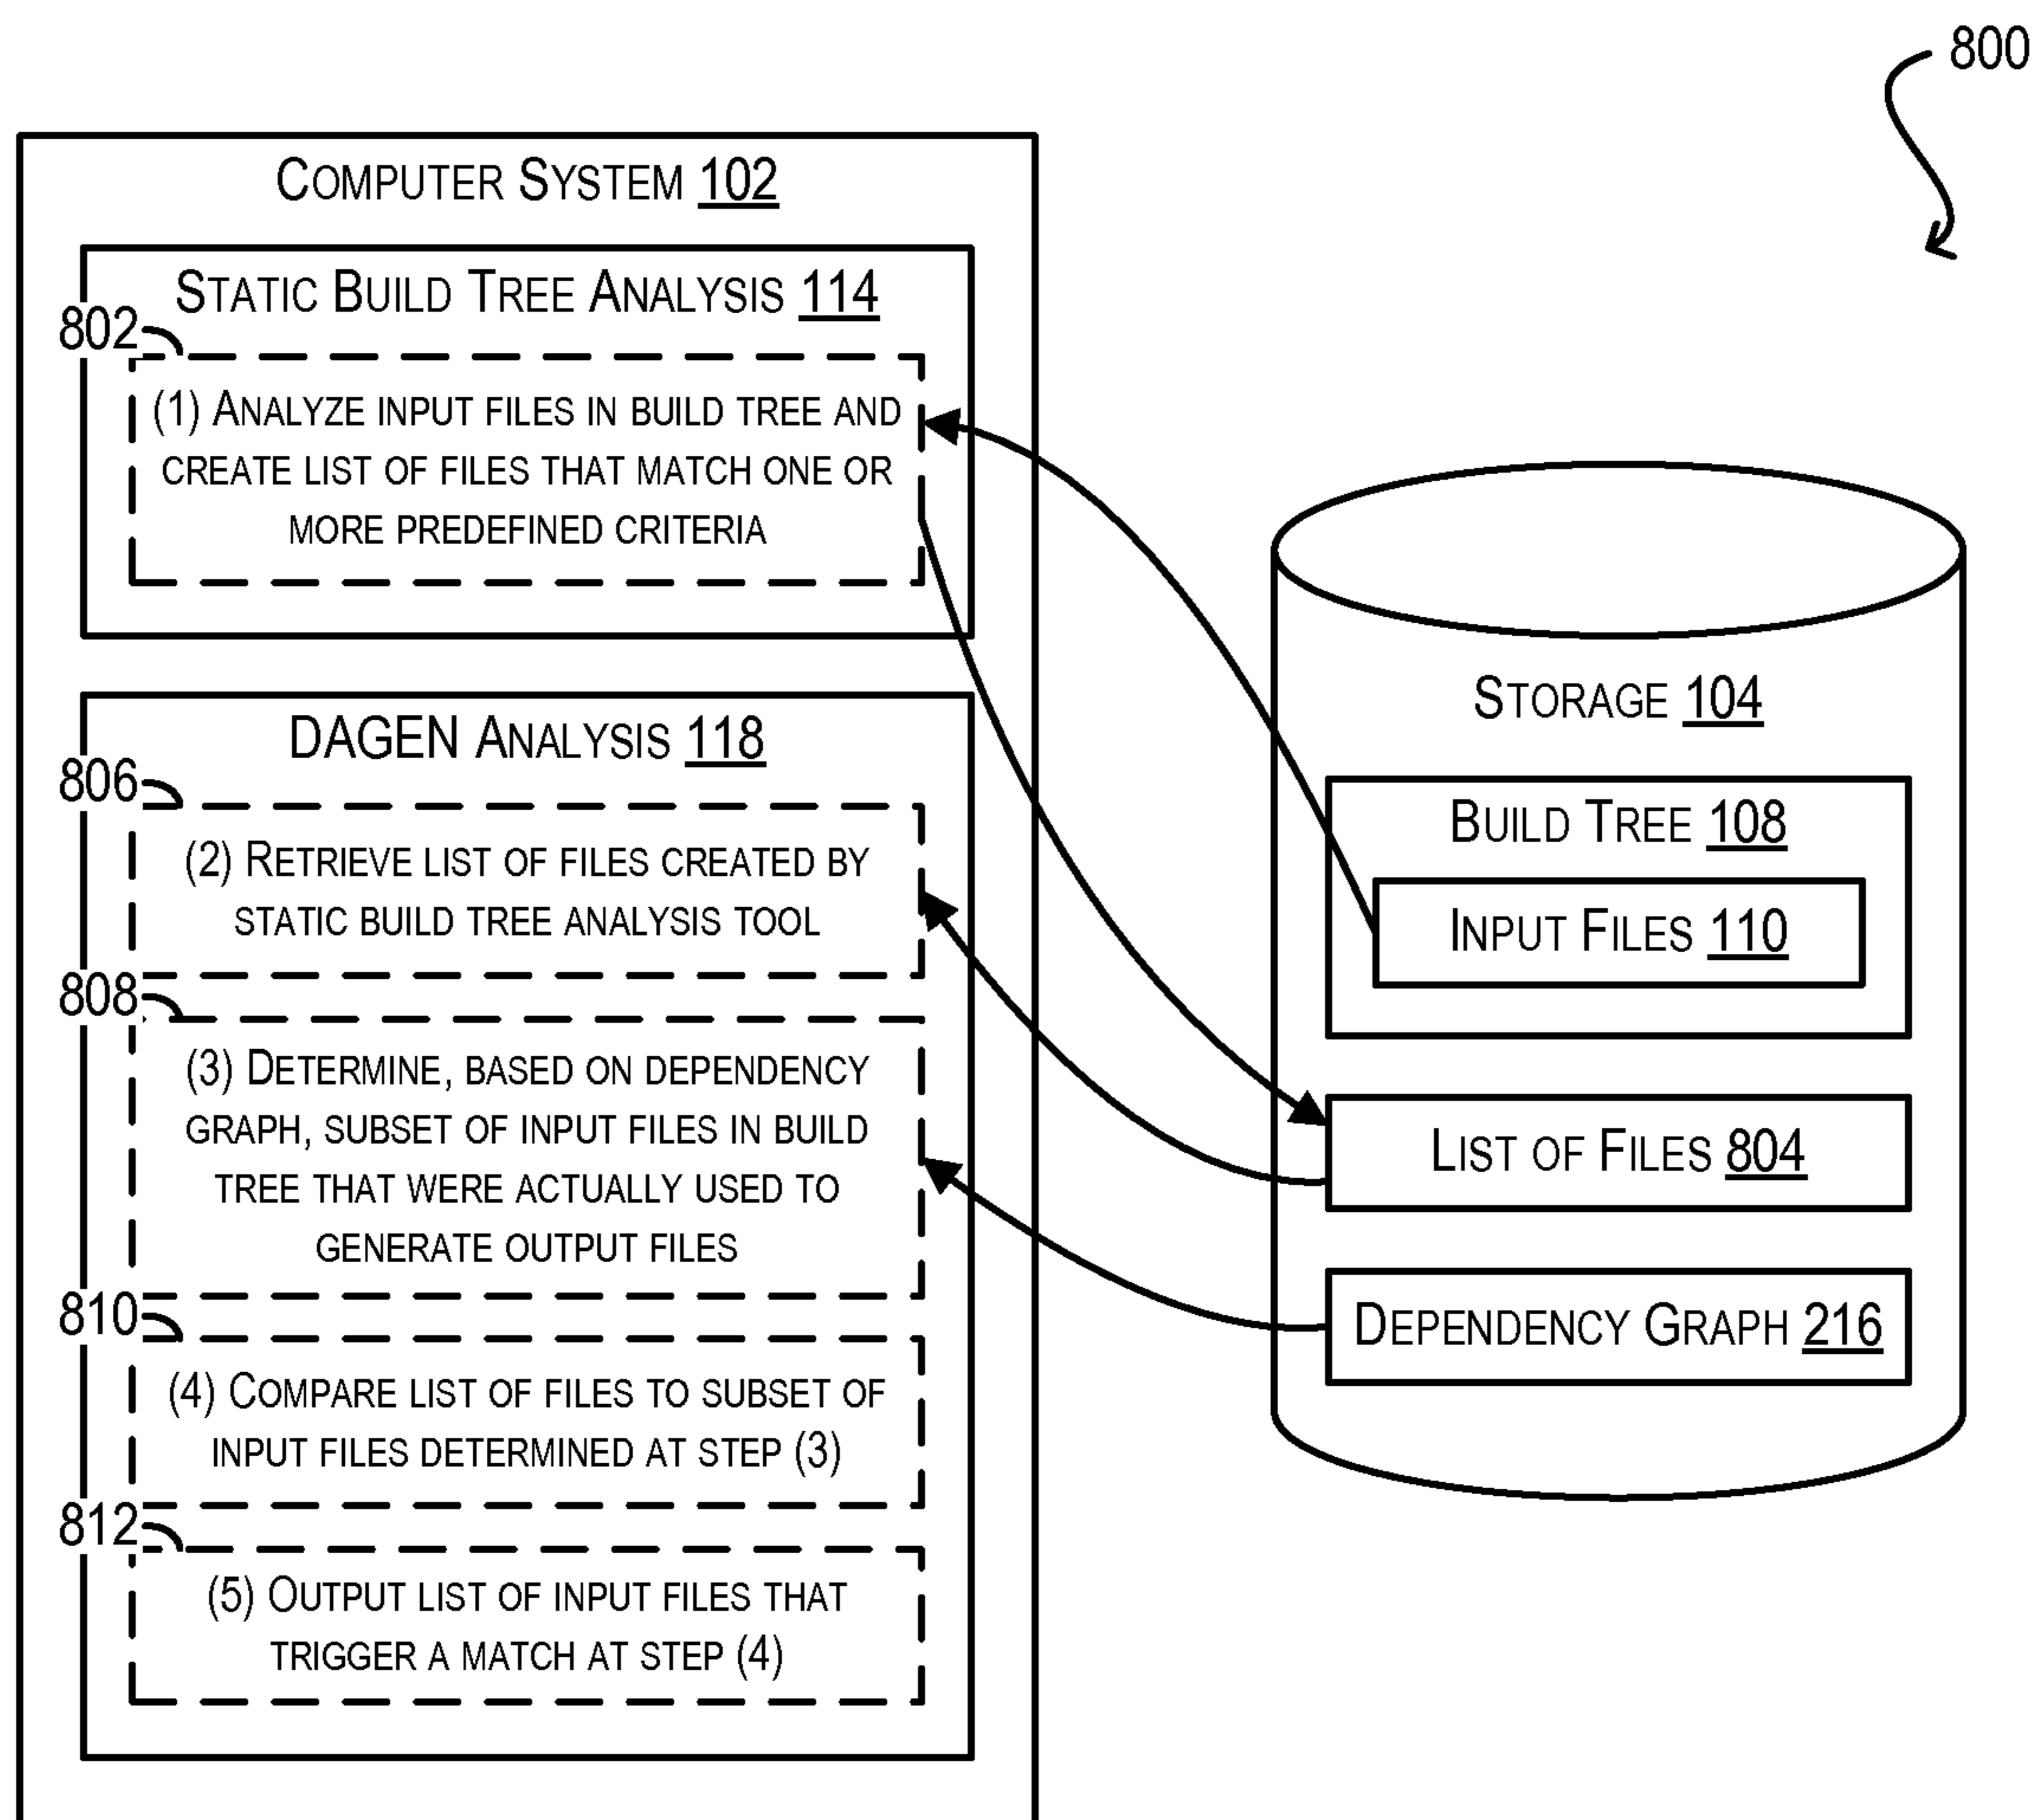 800
COMPUTER SYSTEM 102
STATIC BUILD TREE ANALYSIS 114
802
(1) ANALYZE INPUT FILES IN BUILD TREE AND
CREATE LIST OF FILES THAT MATCH ONE OR
MORE PREDEFINED CRITERIA
DAGEN ANALYSIS 118
806
(2) RETRIEVE LIST OF FILES CREATED BY
STATIC BUILD TREE ANALYSIS TOOL
808
(3) DETERMINE, BASED ON DEPENDENCY
GRAPH, SUBSET OF INPUT FILES IN BUILD
TREE THAT WERE ACTUALLY USED TO
GENERATE OUTPUT FILES
810
(4) COMPARE LIST OF FILES TO SUBSET OF
INPUT FILES DETERMINED AT STEP (3)
812
(5) OUTPUT LIST OF INPUT FILES THAT
TRIGGER A MATCH AT STEP (4)
STORAGE 104
BUILD TREE 108
INPUT FILES 110
LIST OF FILES 804
DEPENDENCY GRAPH 216